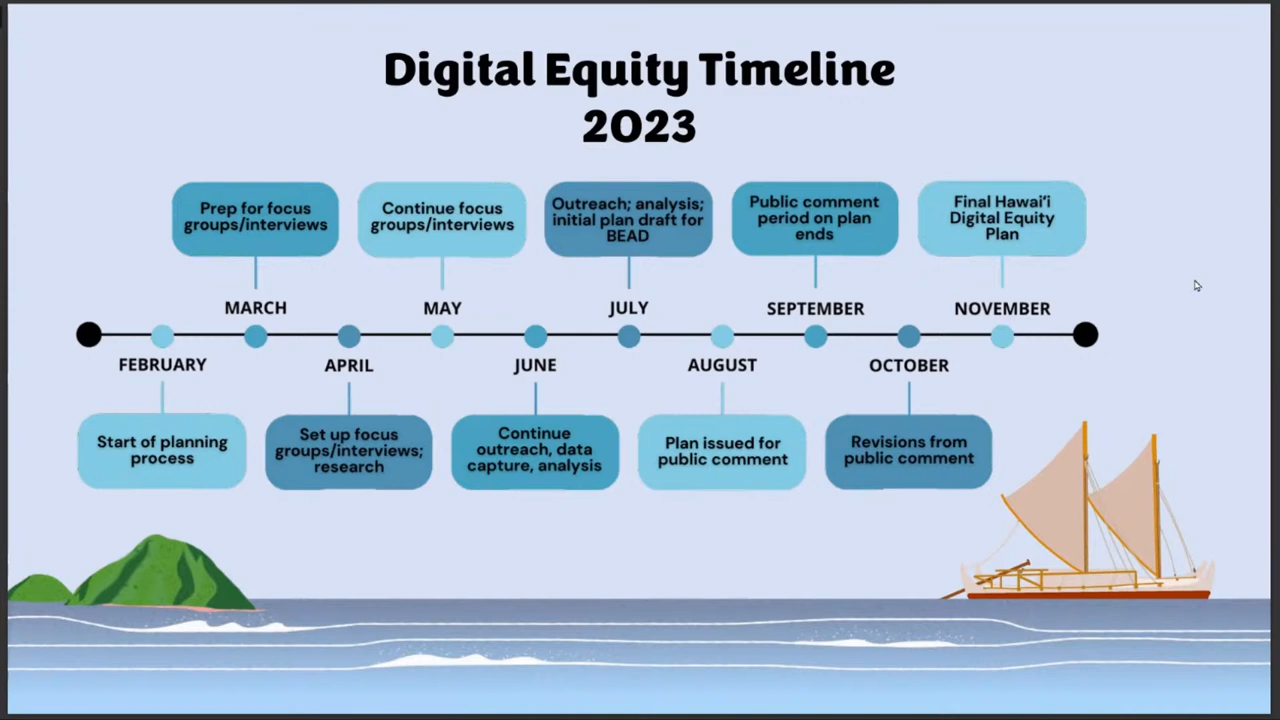 Digital Equity Timeline
2023
Prep for focus
groups/interviews
Continue focus
groups/interviews
Outreach; analysis;
initial plan draft for
BEAD
Public comment
period on plan
ends
Final Hawaiʻi
Digital Equity
Plan
MARCH
MAY
JULY
SEPTEMBER
NOVEMBER
FEBRUARY
APRIL
JUNE
AUGUST
OCTOBER
Start of planning
process
Set up focus
groups/interviews;
research
Continue
outreach, data
capture, analysis
Plan issued for
public comment
Revisions from
public comment